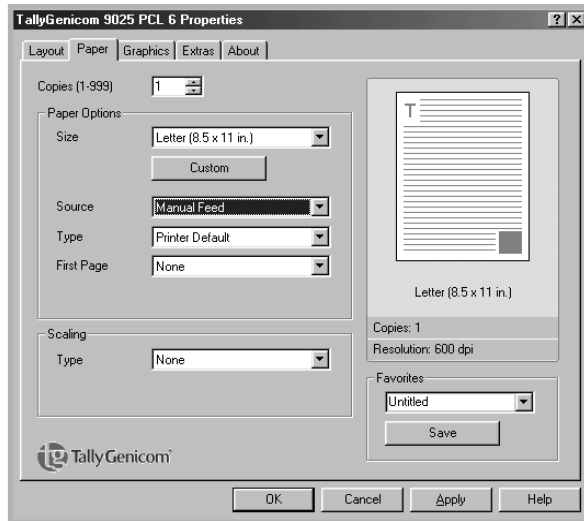 TallyGenicom 9025 PCL 6 Properties
Layout Paper Graphics Extras About
Copies (1-999) 1
Paper Options
Size Letter (8.5 x 11 in.)
Custom
Source Manual Feed
Type Printer Default
First Page None
Scaling
Type None
T
Letter (8.5 x 11 in.)
Copies: 1
Resolution: 600 dpi
Favorites
Untitled
Save
tg TallyGenicom
OK Cancel Apply Help